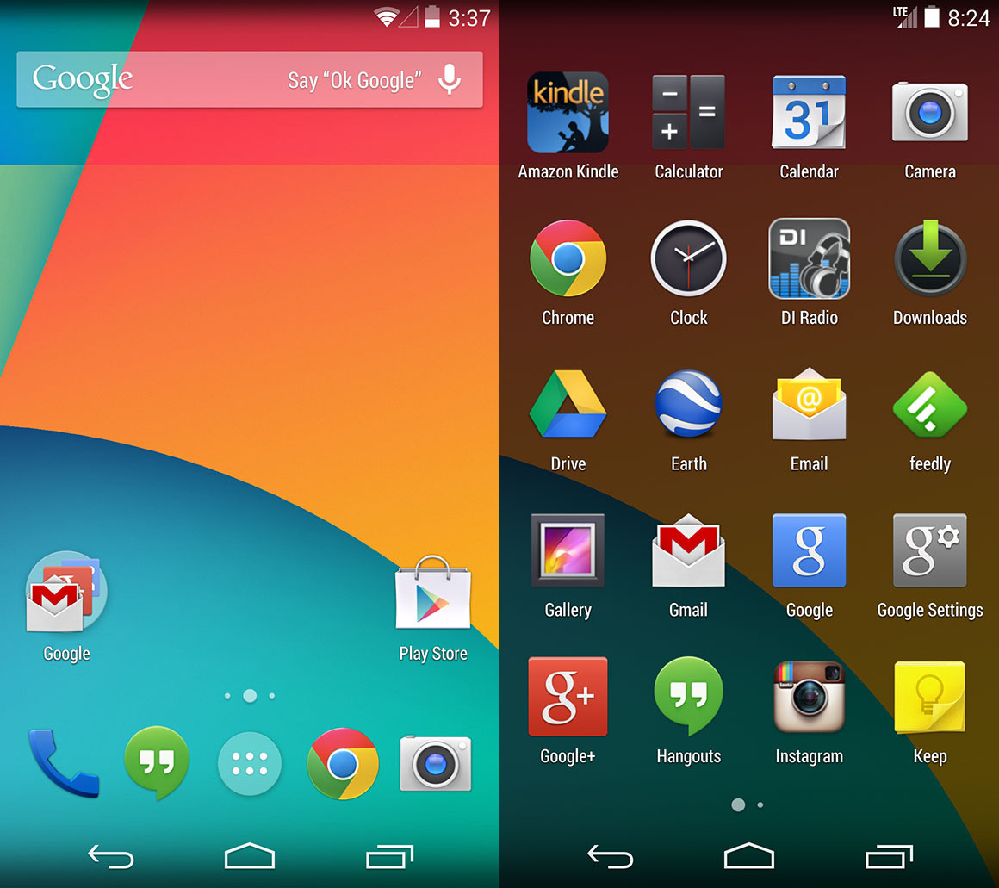 3:37
Google
Say “Ok Google”
Google
Play Store
LTE
8:24
kindle
31
Amazon Kindle
Calculator
Calendar
Camera
DI
Chrome
Clock
DI Radio
Downloads
@
Drive
Earth
Email
feedly
g
g
Gallery
Gmail
Google
Google Settings
g+
Insta
Google+
Hangouts
Instagram
Keep